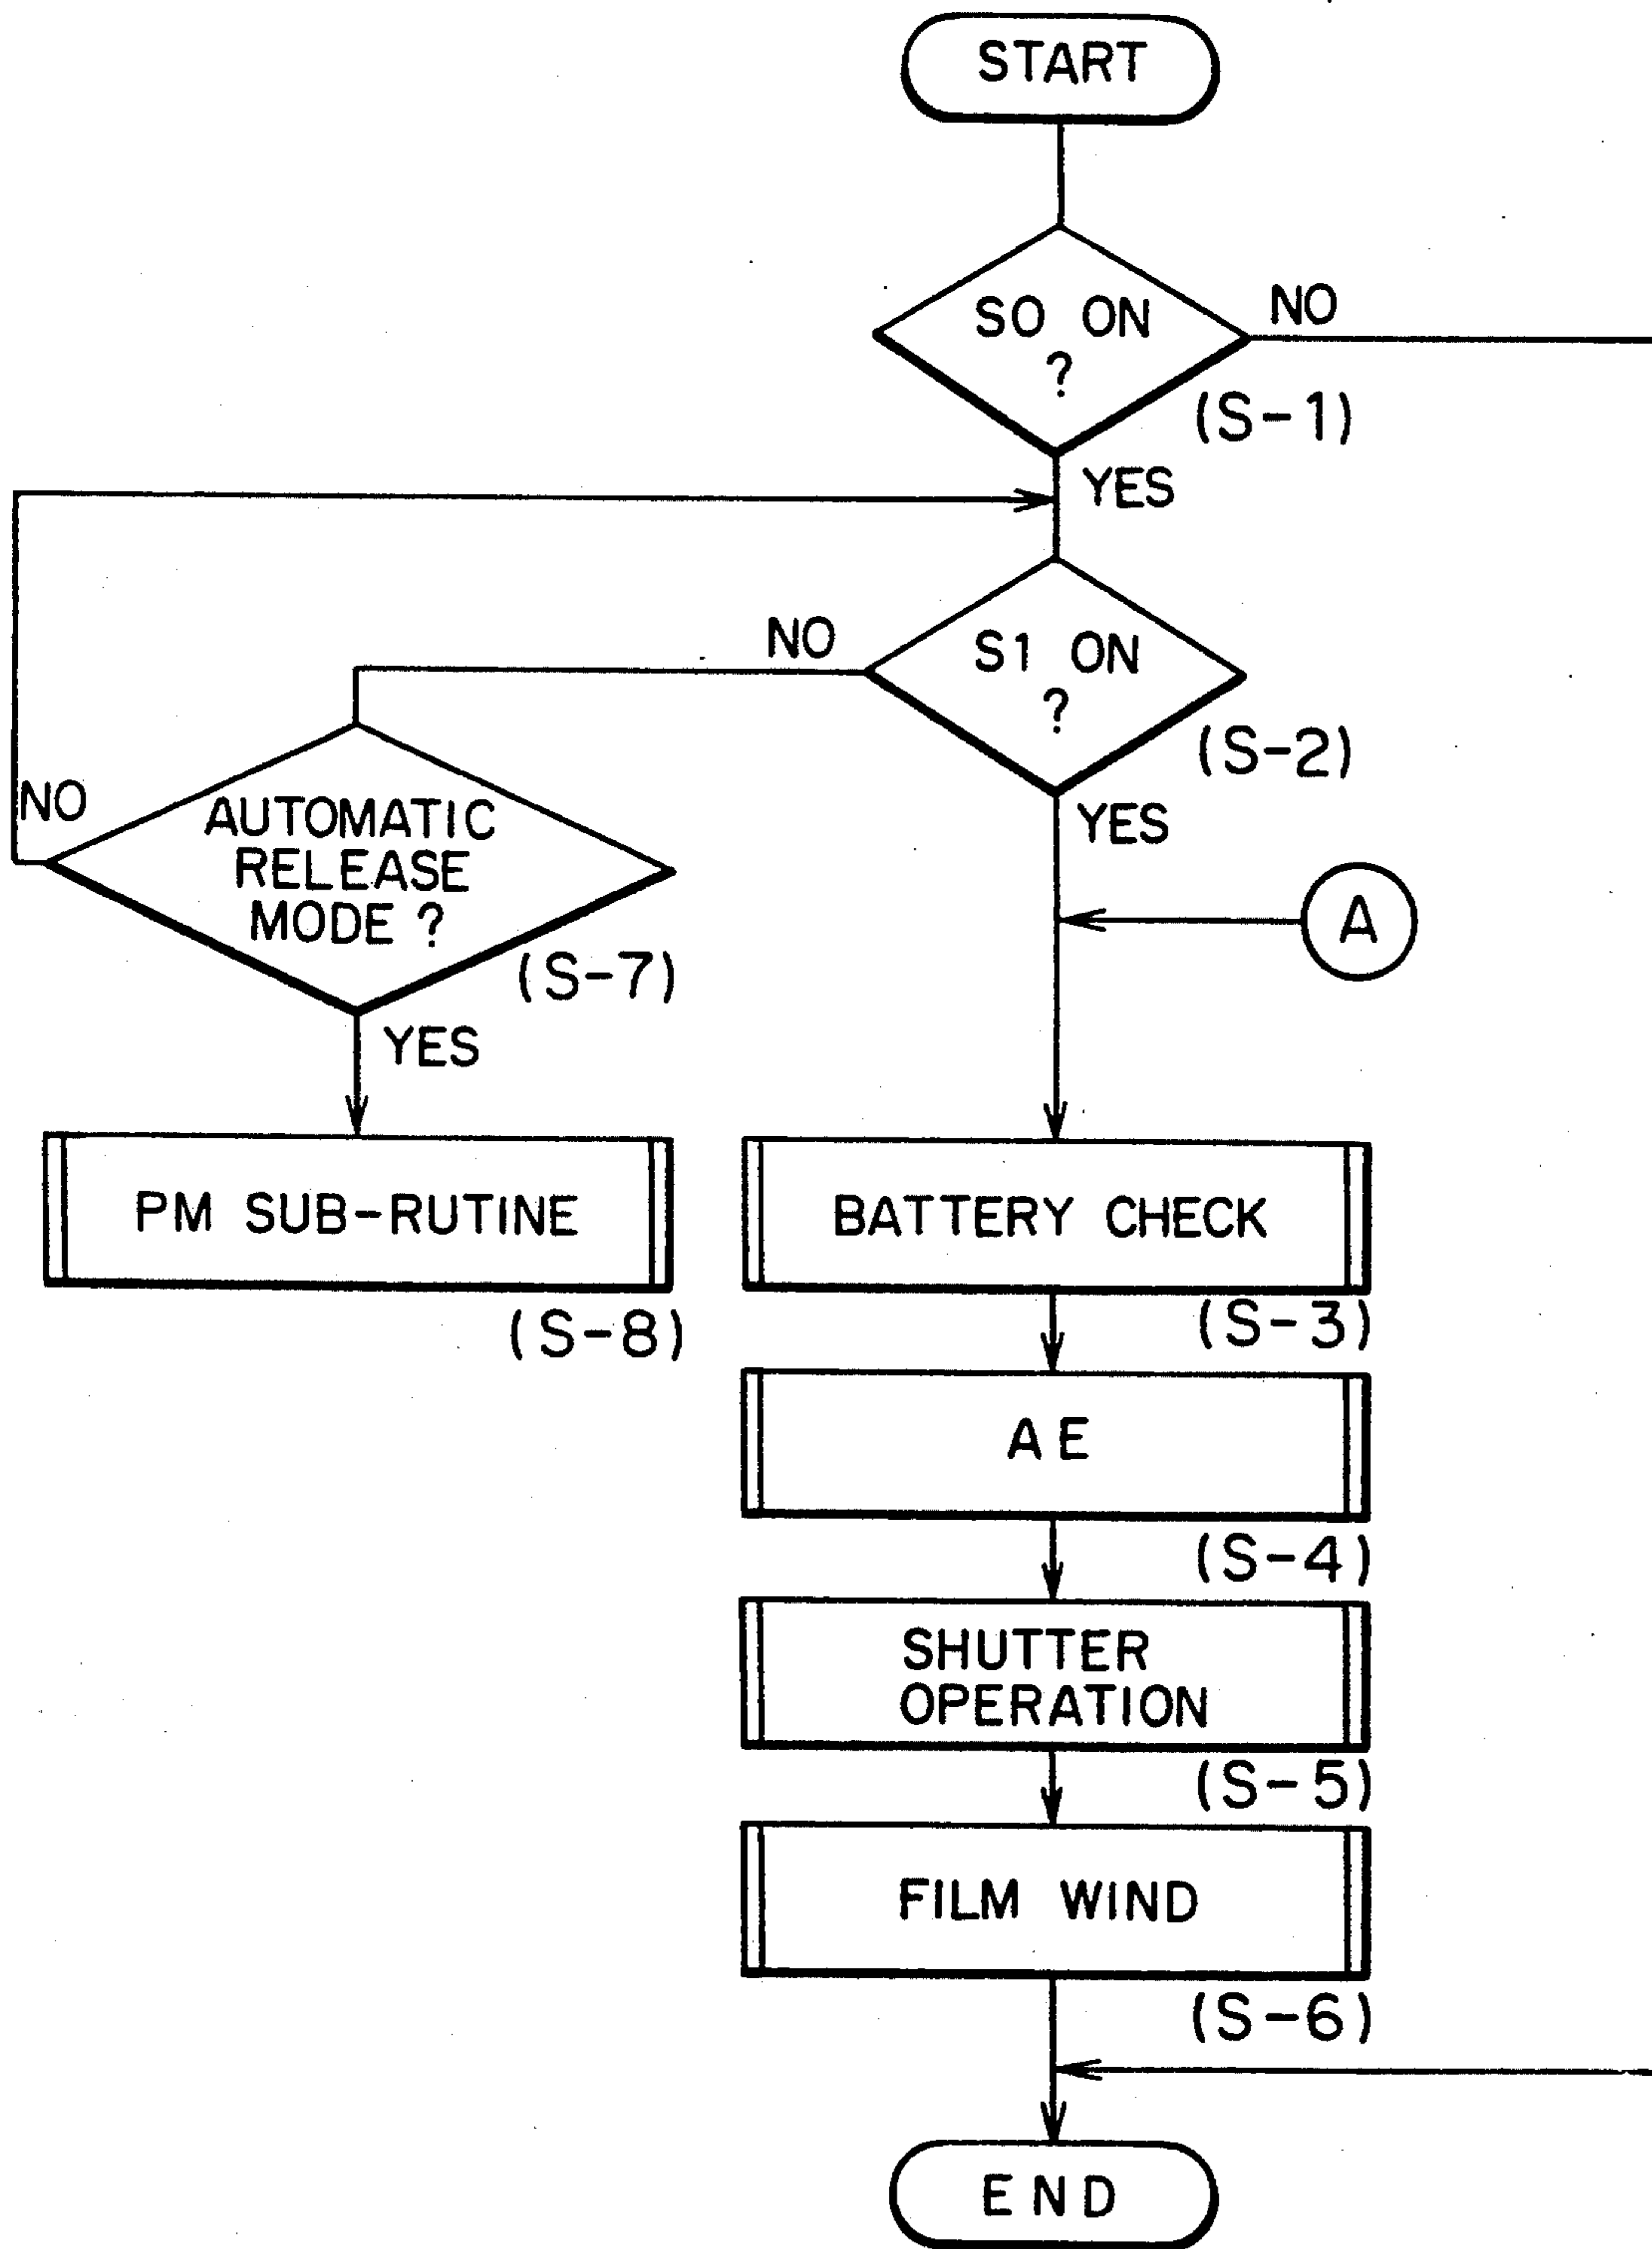 START
SO ON
?
NO
(S-1)
YES
NO
S1 ON
?
(S-2)
YES
NO
AUTOMATIC
RELEASE
MODE ?
(S-7)
YES
A
PM SUB-RUTINE
(S-8)
BATTERY CHECK
(S-3)
AE
(S-4)
SHUTTER
OPERATION
(S-5)
FILM WIND
(S-6)
END